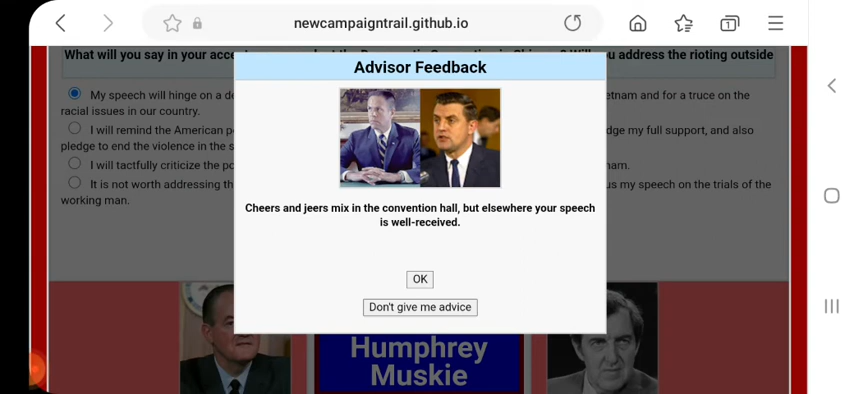 newcampaigntrail.github.io
1
What will you say in your acce
u address the rioting outside
Advisor Feedback
My speech will hinge on a de
etnam and for a truce on the
racial issues in our country.
I will remind the American p
dge my full support, and also
pledge to end the violence in the s
I will tactfully criticize the po
nam.
It is not worth addressing th
us my speech on the trials of the
working man.
Cheers and jeers mix in the convention hall, but elsewhere your speech
is well-received.
OK
Don't give me advice
Humphrey
Muskie